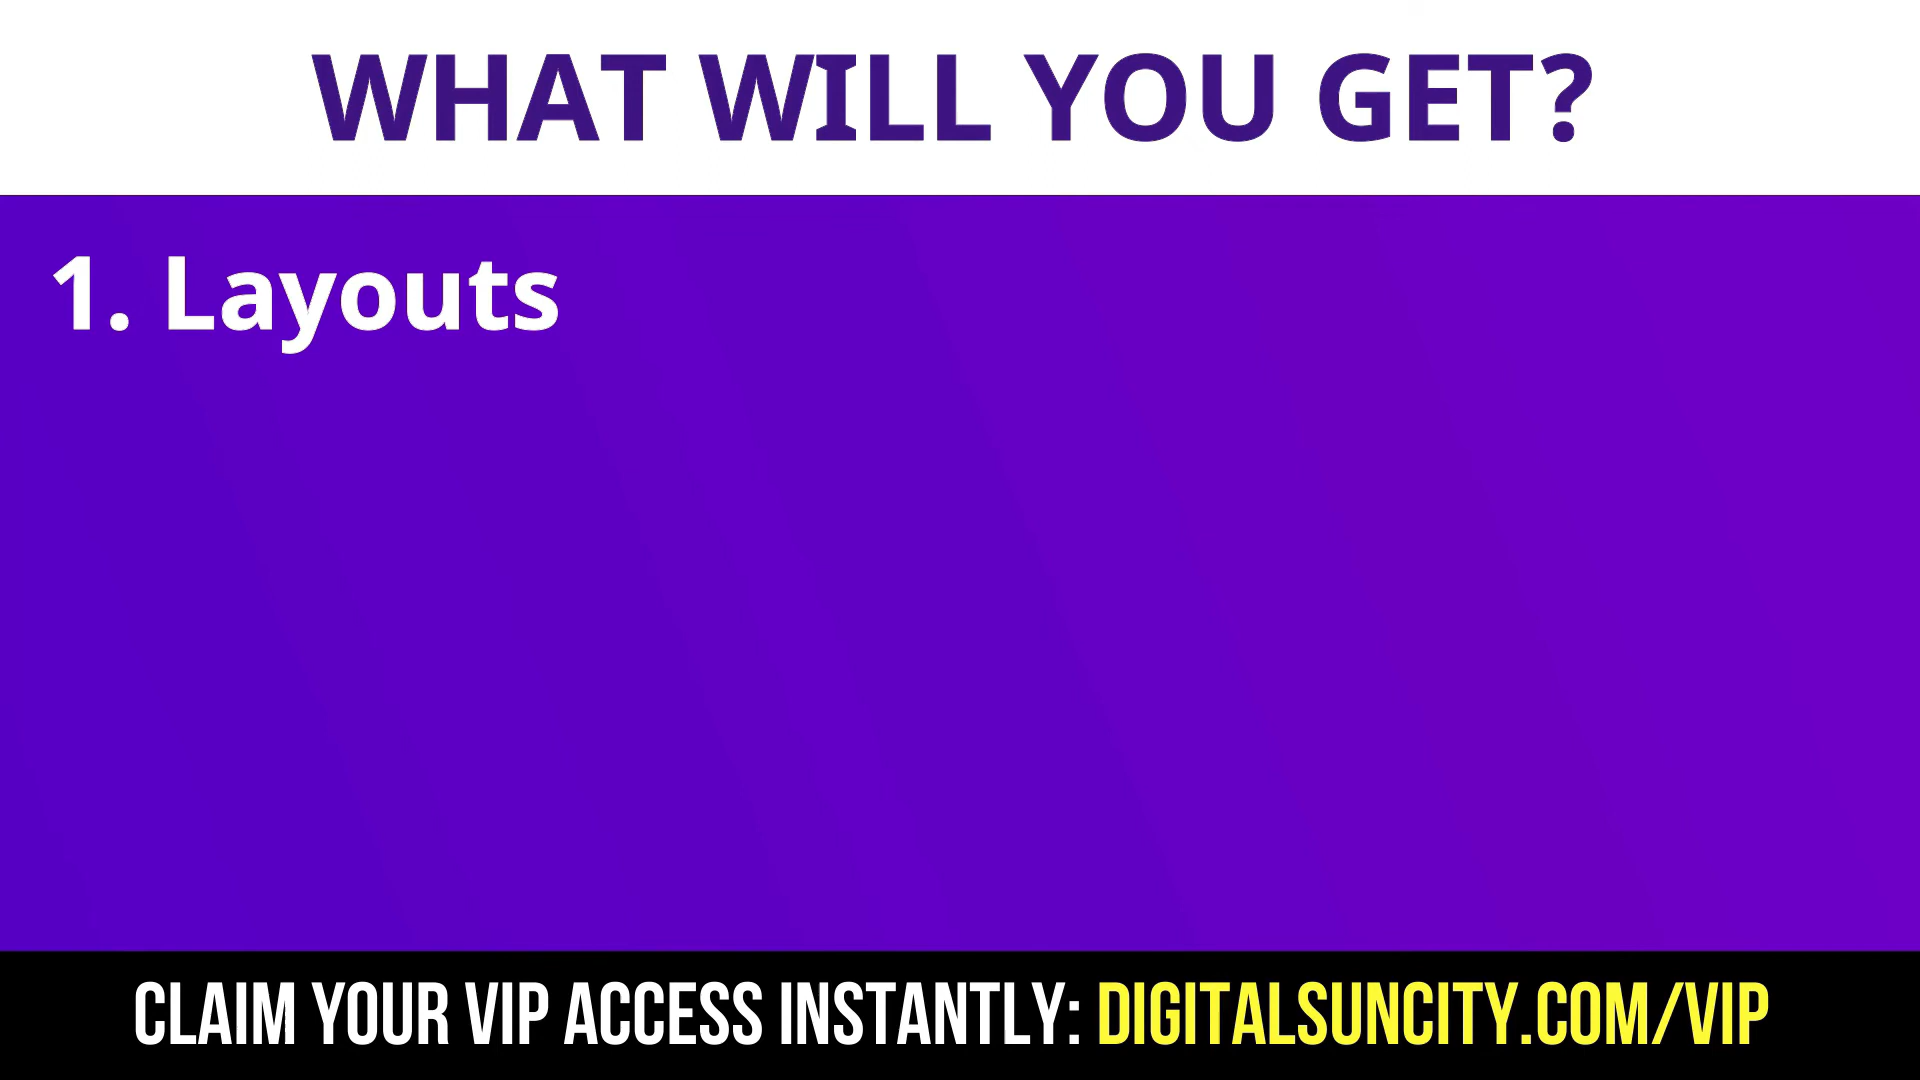 WHAT WILL YOU GET?
1. Layouts
CLAIM YOUR VIP ACCESS INSTANTLY: DIGITALSUNCITY.COM/VIP